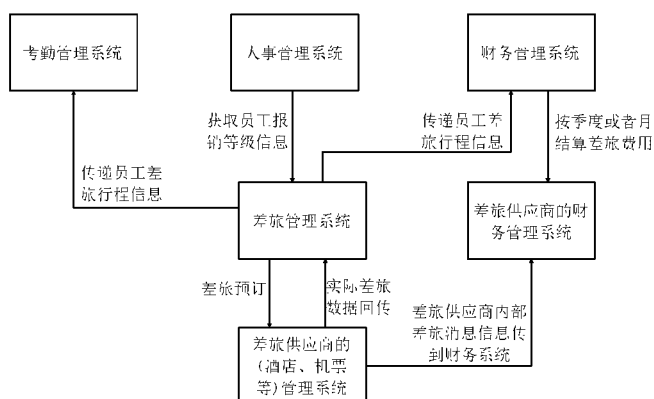 考勤管理系统
人事管理系统
财务管理系统
获取员工报
销等级信息
传递员工差
旅行程信息
按季度或者月
结算差旅费用
传递员工差
旅行程信息
差旅管理系统
差旅供应商的财
务管理系统
差旅预订
实际差旅
数据回传
差旅供应商内部
差旅消息信息传
到财务系统
差旅供应商的
(酒店、机票
等)管理系统